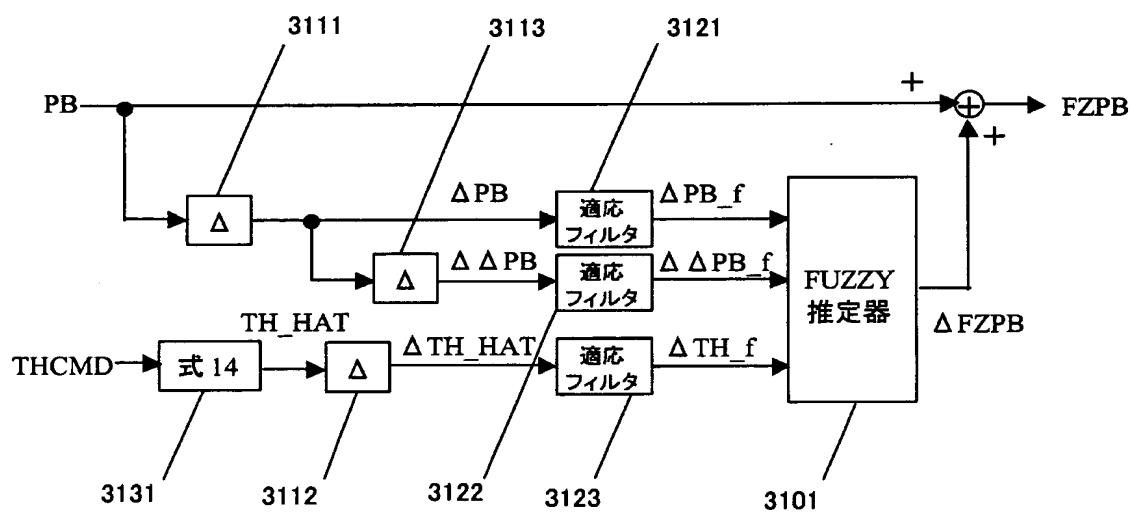 3111
3113
3121
PB
+
+
FZPB
+
Δ
ΔPB
適応
フィルタ
ΔPB_f
Δ
Δ ΔPB
適応
フィルタ
Δ ΔPB_f
FUZZY
推定器
ΔFZPB
THCMD
式 14
TH_HAT
Δ
ΔTH_HAT
適応
フィルタ
ΔTH_f
3131
3112
3122
3123
3101